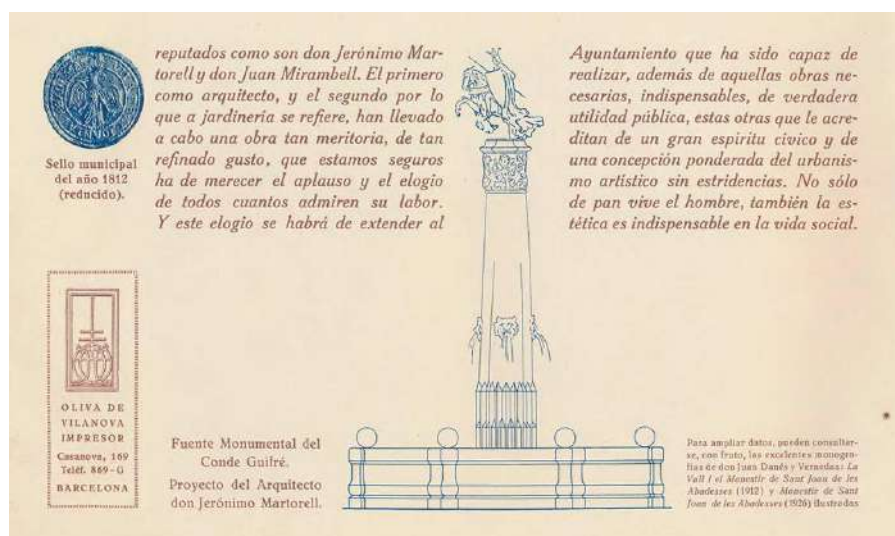 reputados como son don Jerónimo Mar-
torell y don Juan Mirambell. El primero
como arquitecto, y el segundo por lo
que a jardinería se refiere, han llevado
a cabo una obra tan meritoria, de tan
refinado gusto, que estamos seguros
ha de merecer el aplauso y el elogio
de todos cuantos admiren su labor.
Y este elogio se habrá de extender al
Ayuntamiento que ha sido capaz de
realizar, además de aquellas obras ne-
cesarias, indispensables, de verdadera
utilidad pública, estas otras que le acre-
ditan de un gran espíritu cívico y de
una concepción ponderada del urbanis-
mo artístico sin estridencias. No sólo
de pan vive el hombre, también la es-
tética es indispensable en la vida social.
Sello municipal
del año 1812
(reducido).
OLIVA DE
VILANOVA
IMPRESOR
Casanova, 169
Teléf. 869-G
BARCELONA
Fuente Monumental del
Conde Guifré.
Proyecto del Arquitecto
don Jerónimo Martorell.
Para ampliar datos, pueden consultar-
se, con fruto, las excelentes monogra-
fías de don Juan Danés y Vernedas: La
Vall i el Monestir de Sant Joan de les
Abadesses (1912) y Monestir de Sant
Joan de les Abadesses (1926) ilustradas